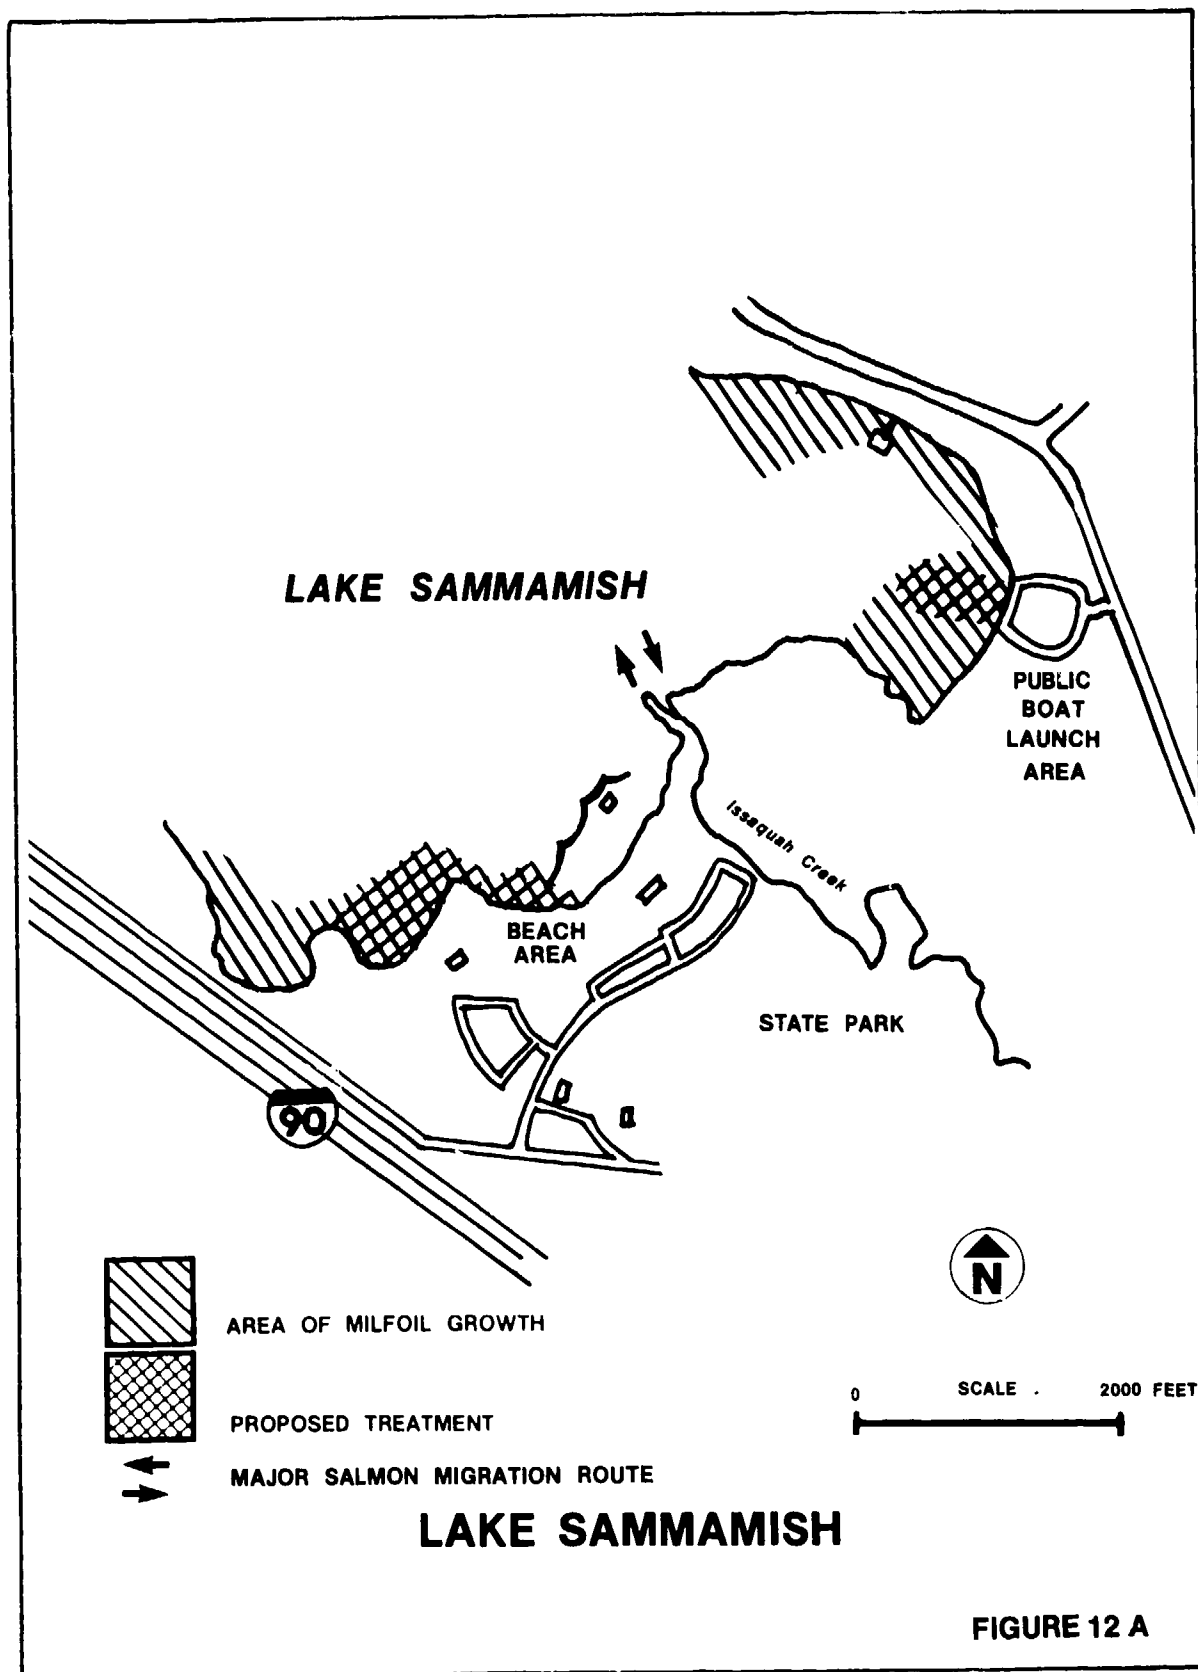 LAKE SAMMAMISH
PUBLIC
BOAT
LAUNCH
AREA
Issaquah Creek
BEACH
AREA
STATE PARK
90
N
AREA OF MILFOIL GROWTH
PROPOSED TREATMENT
MAJOR SALMON MIGRATION ROUTE
0 SCALE . 2000 FEET
LAKE SAMMAMISH
FIGURE 12 A